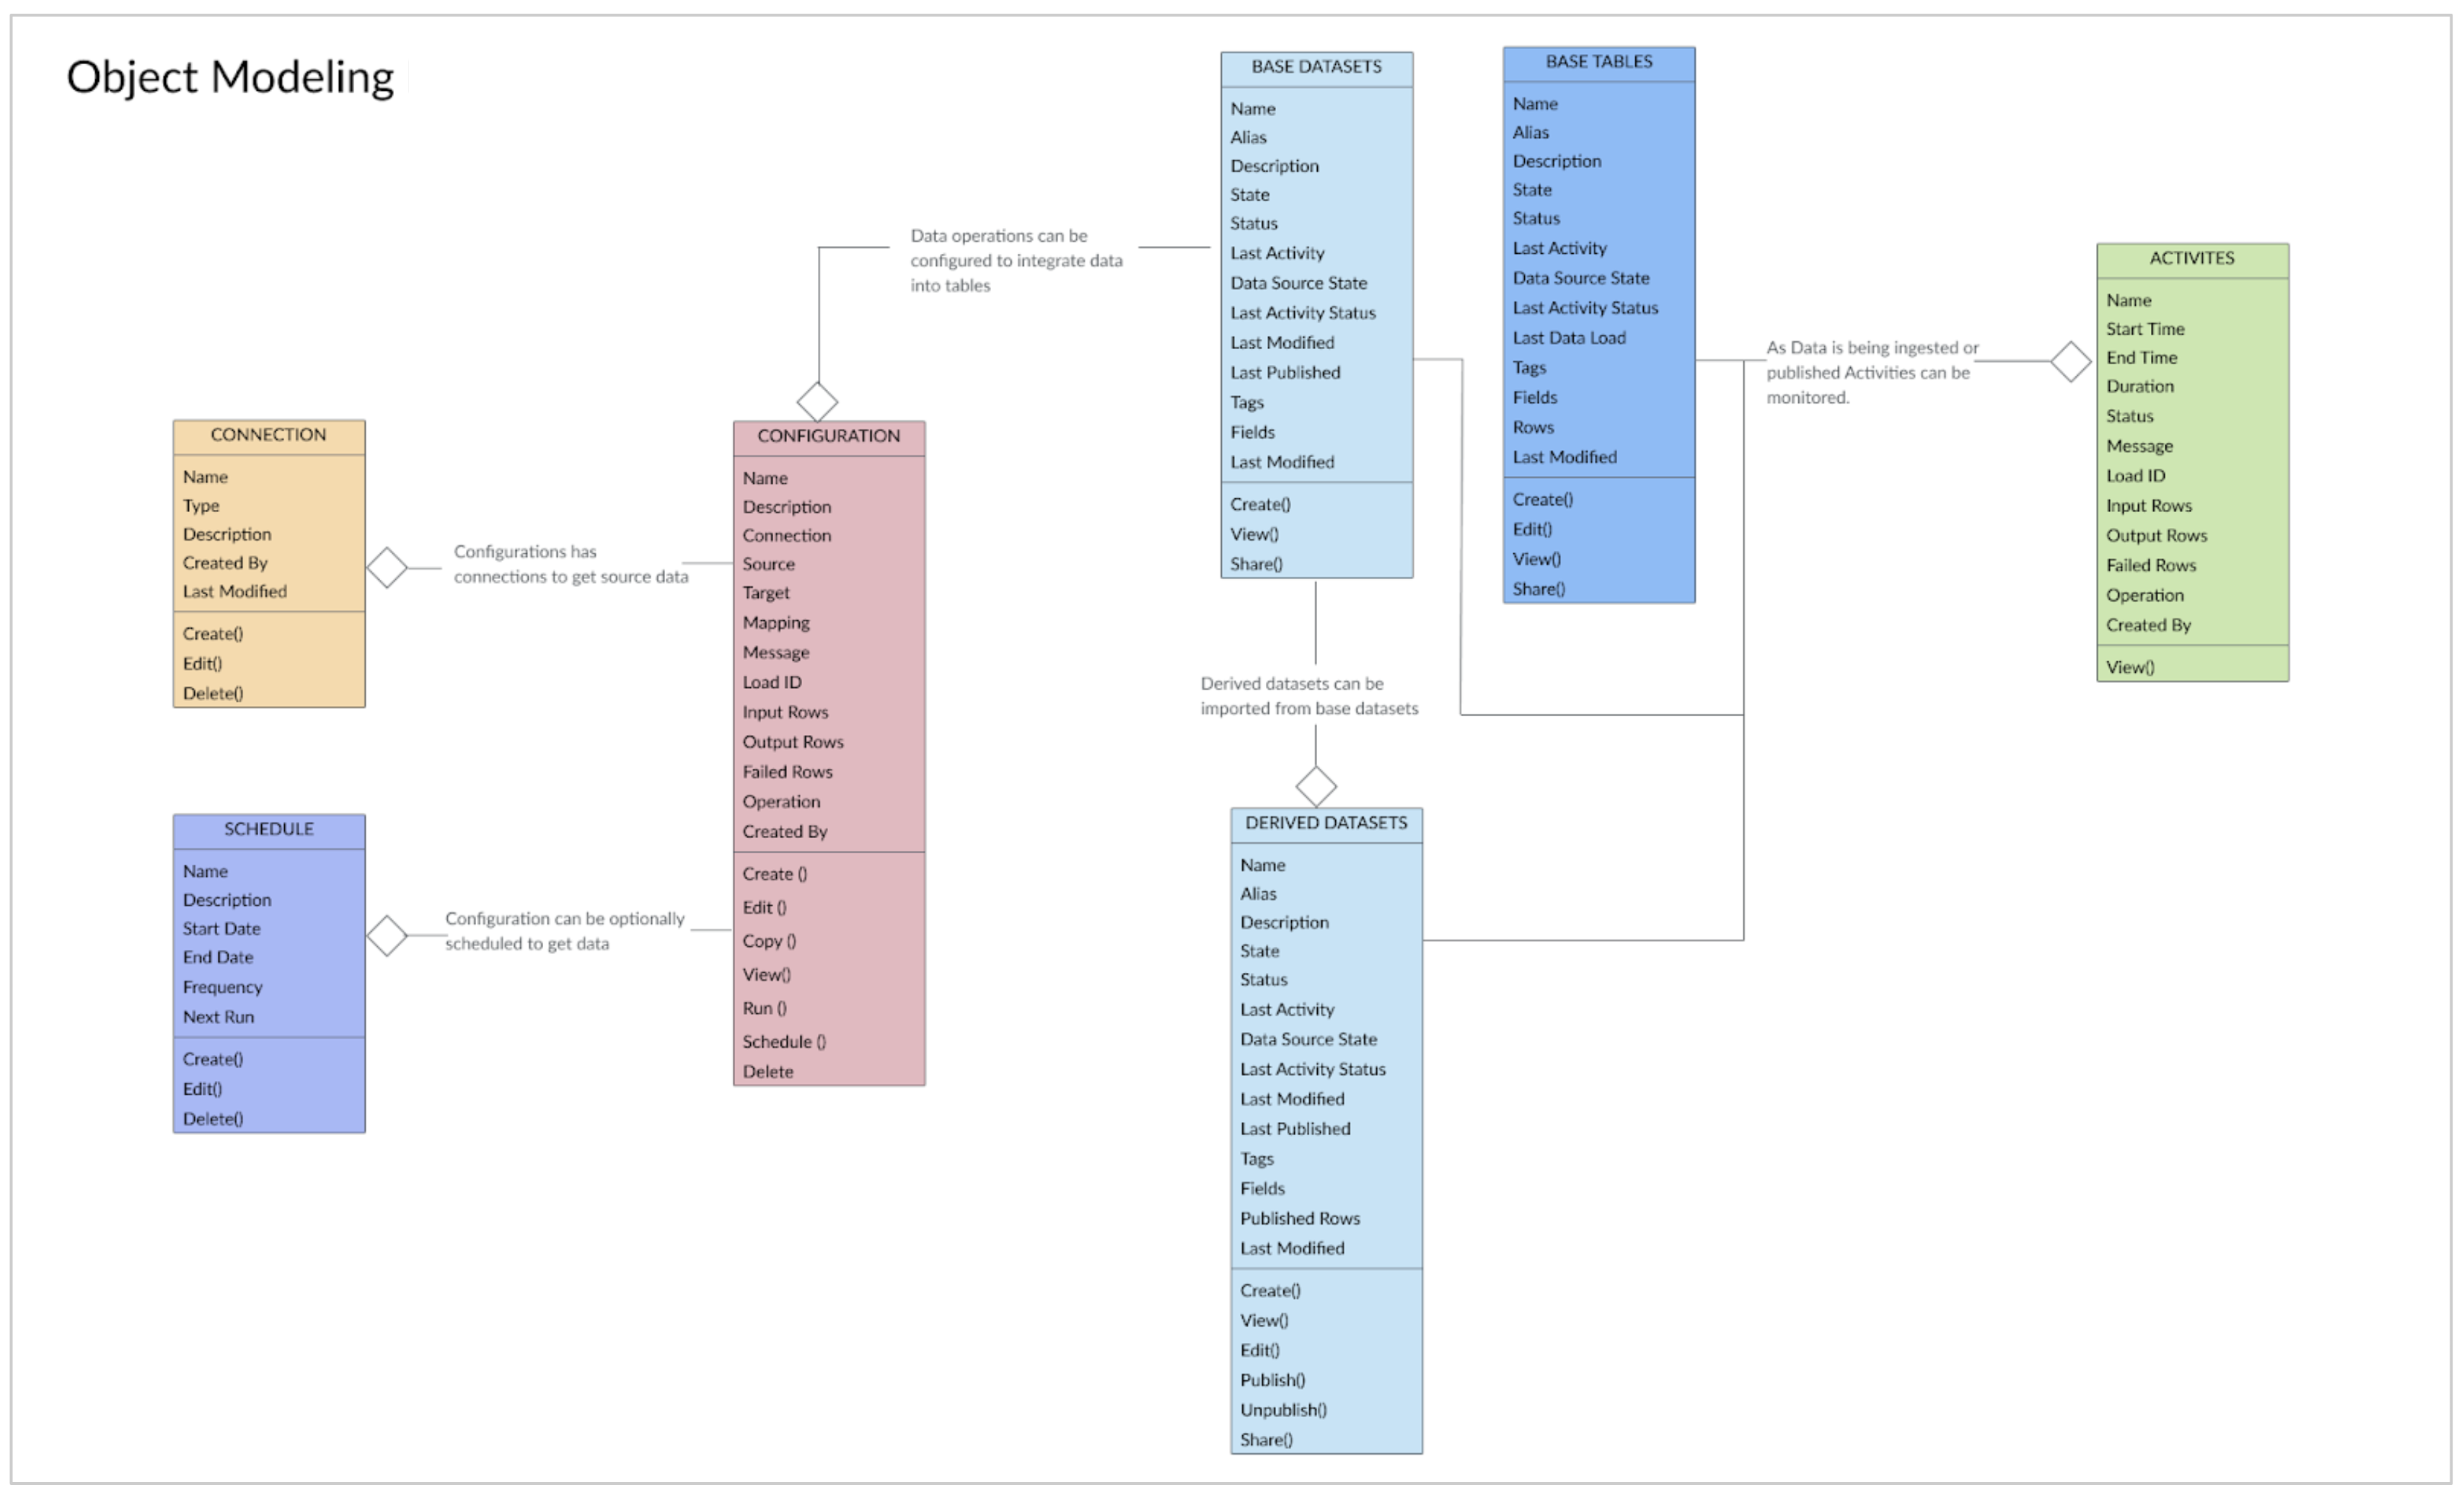 Object Modeling
CONNECTION
Name
Type
Description
Created By
Last Modified
Create()
Edit()
Delete()
Configurations has
connections to get source data
SCHEDULE
Name
Description
Start Date
End Date
Frequency
Next Run
Create()
Edit()
Delete()
Configuration can be optionally
scheduled to get data
CONFIGURATION
Name
Description
Connection
Source
Target
Mapping
Message
Load ID
Input Rows
Output Rows
Failed Rows
Operation
Created By
Create ()
Edit ()
Copy ()
View()
Run ()
Schedule ()
Delete
Data operations can be
configured to integrate data
into tables
BASE DATASETS
Name
Alias
Description
State
Status
Last Activity
Data Source State
Last Activity Status
Last Modified
Last Published
Tags
Fields
Last Modified
Create()
View()
Share()
Derived datasets can be
imported from base datasets
DERIVED DATASETS
Name
Alias
Description
State
Status
Last Activity
Data Source State
Last Activity Status
Last Modified
Last Published
Tags
Fields
Published Rows
Last Modified
Create()
View()
Edit()
Publish()
Unpublish()
Share()
BASE TABLES
Name
Alias
Description
State
Status
Last Activity
Data Source State
Last Activity Status
Last Data Load
Tags
Fields
Rows
Last Modified
Create()
Edit()
View()
Share()
As Data is being ingested or
published Activities can be
monitored.
ACTIVITES
Name
Start Time
End Time
Duration
Status
Message
Load ID
Input Rows
Output Rows
Failed Rows
Operation
Created By
View()